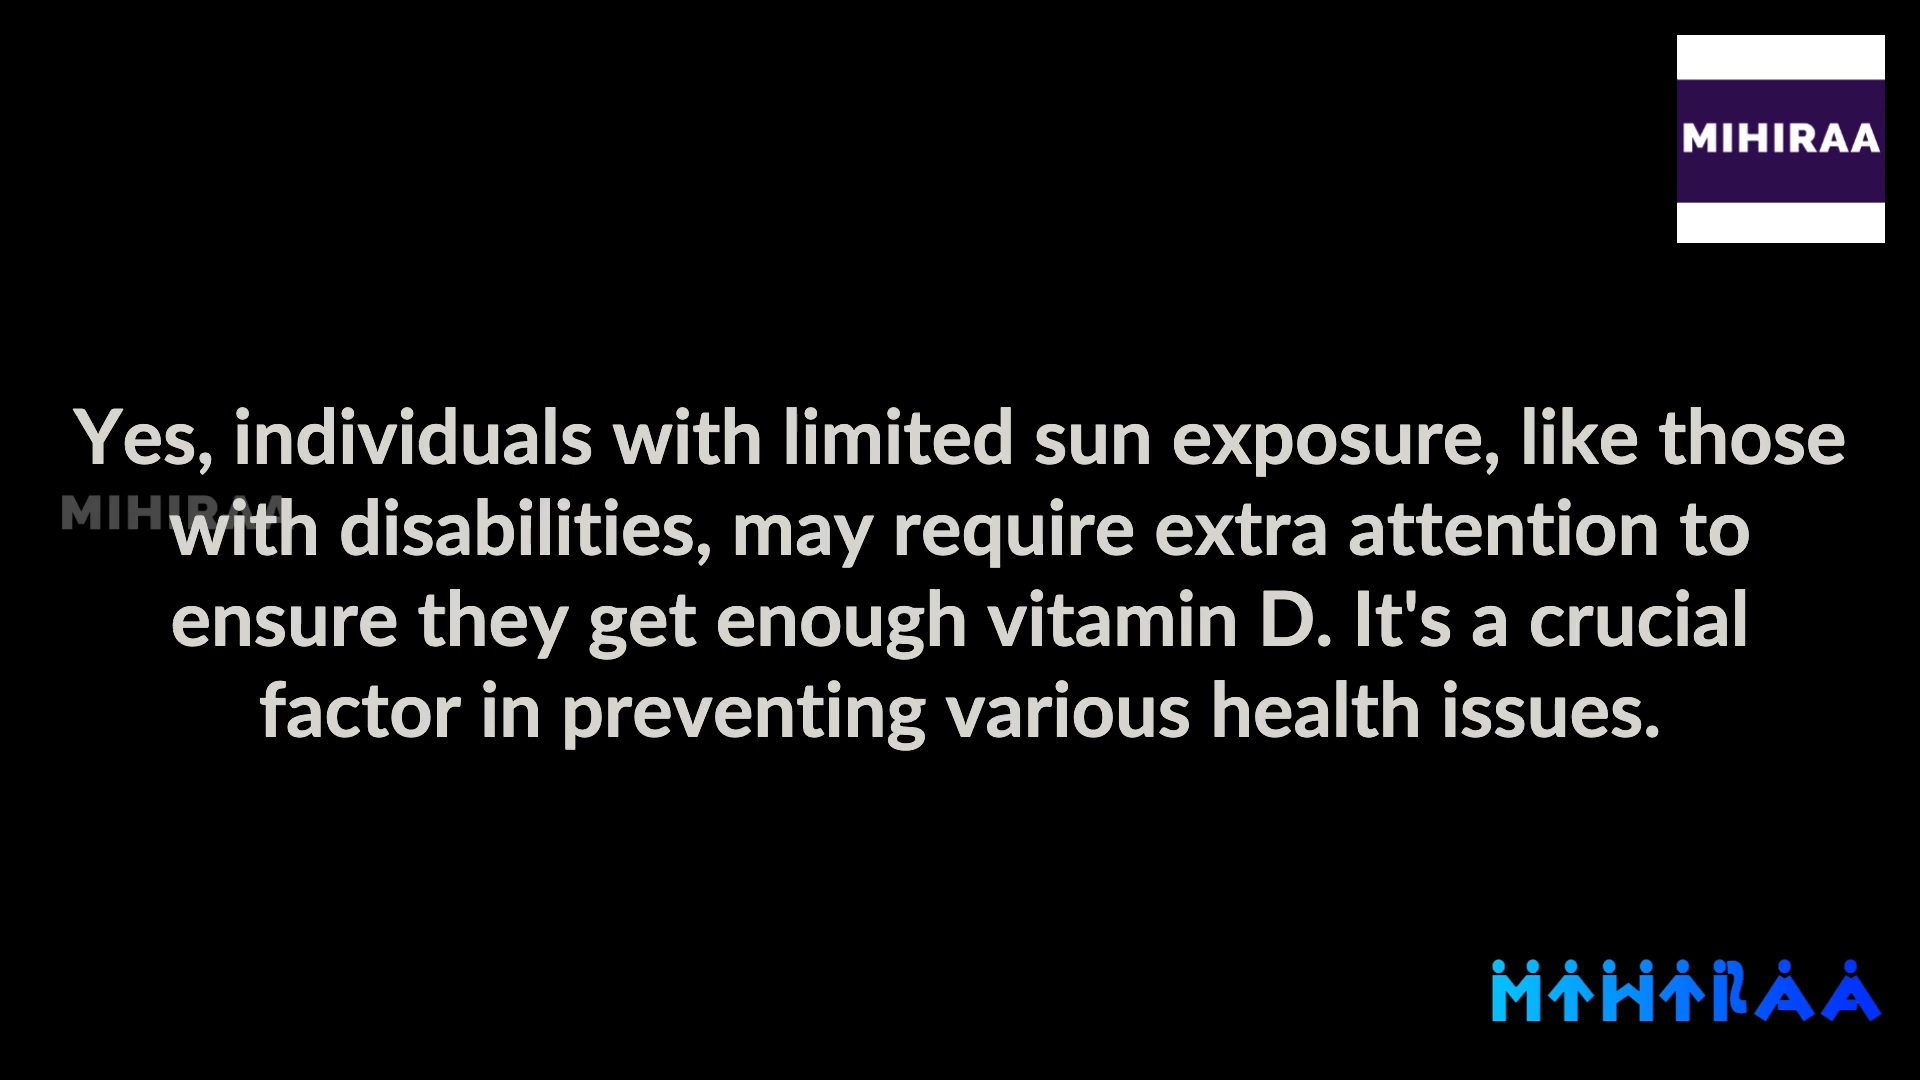 MIHIRAA
Yes, individuals with limited sun exposure, like those
MIHIRAA
with disabilities, may require extra attention to
ensure they get enough vitamin D. It's a crucial
factor in preventing various health issues.
MIHIRAA